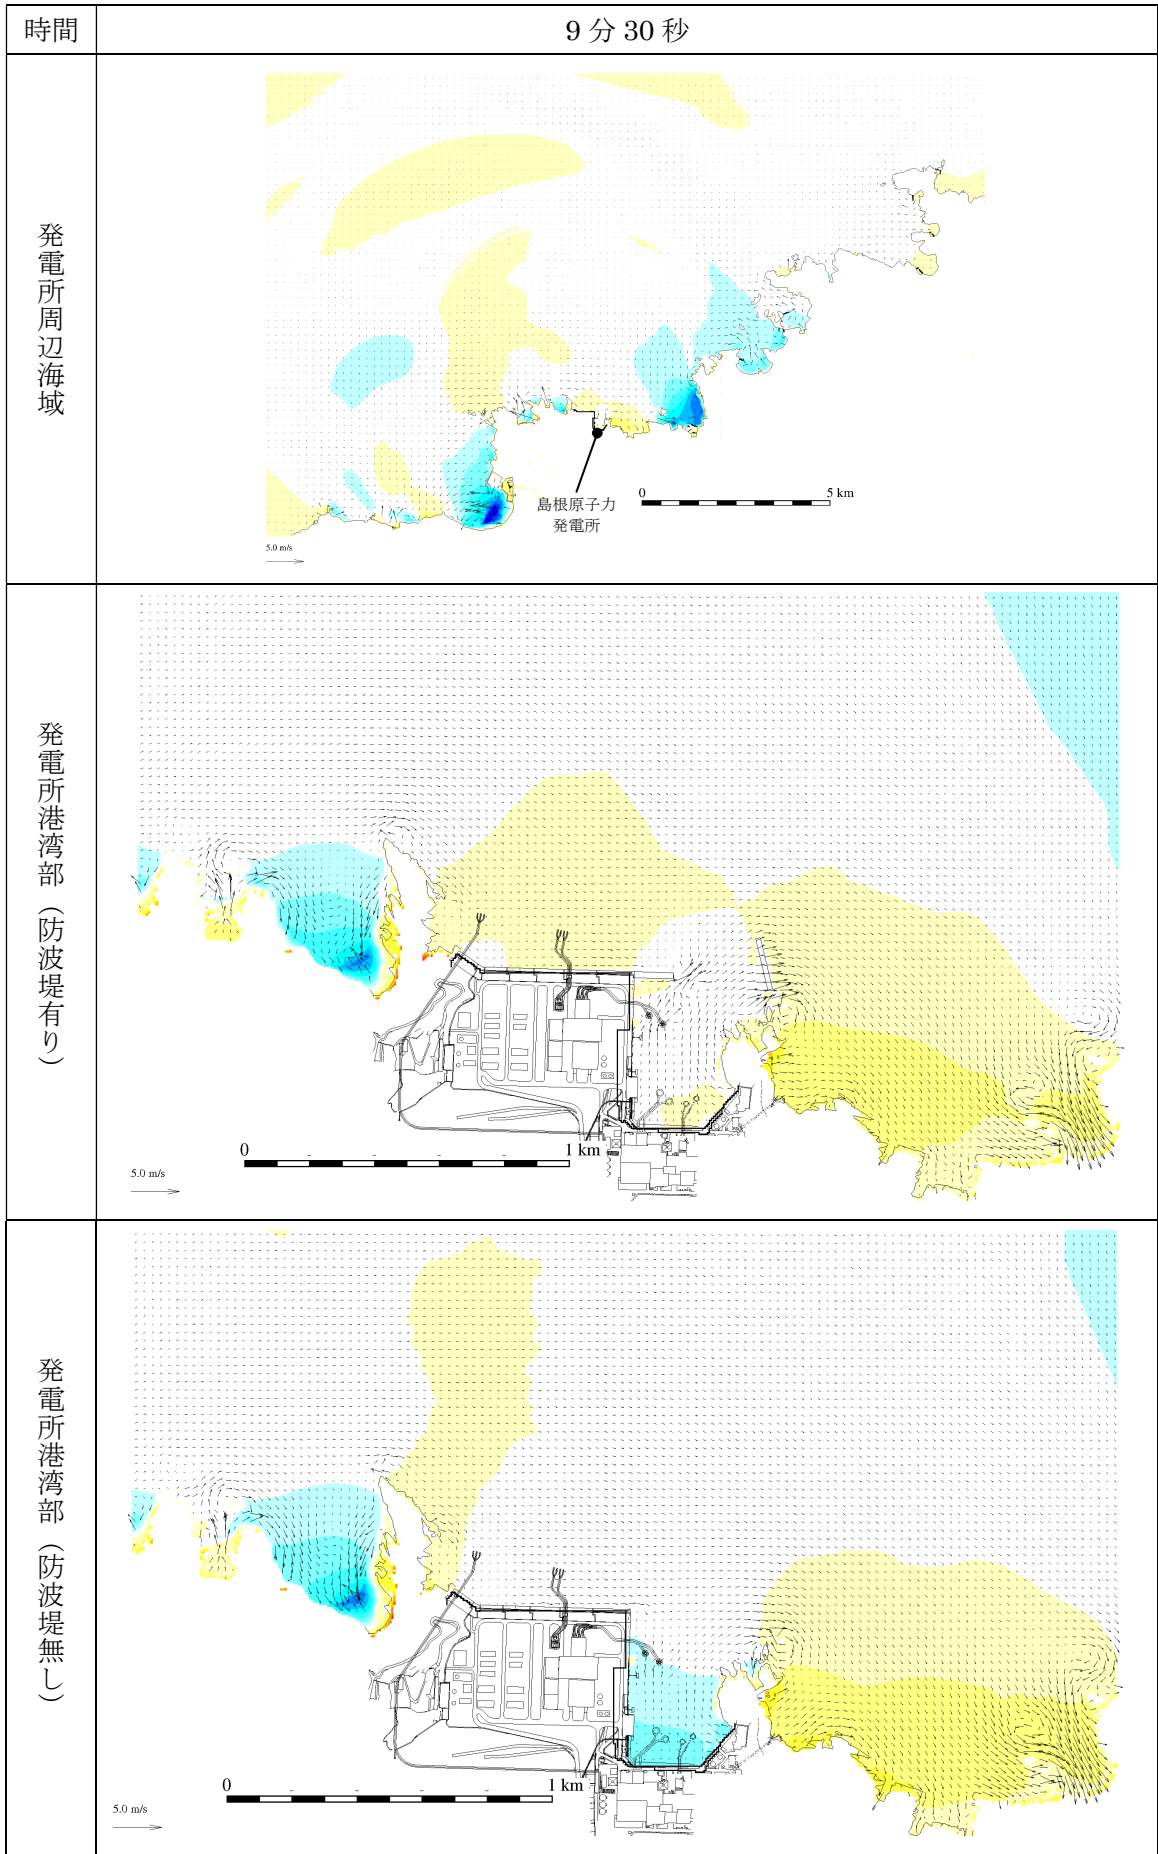 時間
9分30秒
発電所周辺海域
島根原子力
発電所
0
5 km
5.0 m/s
発電所港湾部（防波堤有り）
0
1 km
5.0 m/s
発電所港湾部（防波堤無し）
0
1 km
5.0 m/s